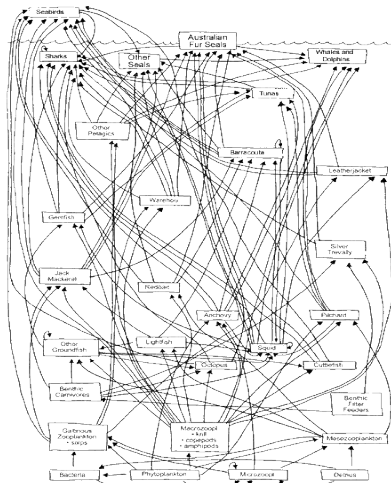 Seabirds
Australian
Fur Seals
Sharks
Other
Seals
Whales and
Dolphins
Tunas
Other
Pelagics
Barracouta
Leatherjacket
Warehou
Gemfish
Silver
Trevally
Jack
Mackerel
Redbait
Anchovy
Pilchard
Other
Groundfish
Lightfish
Squid
Octopus
Cuttlefish
Benthic
Carnivores
Benthic
Filter
Feeders
Gelatinous
Zooplankton
+ salps
Macrozoopl
+ krill
+ copepods
+ amphipods
Mesozooplankton
Bacteria
Phytoplankton
Microzoopl
Detritus